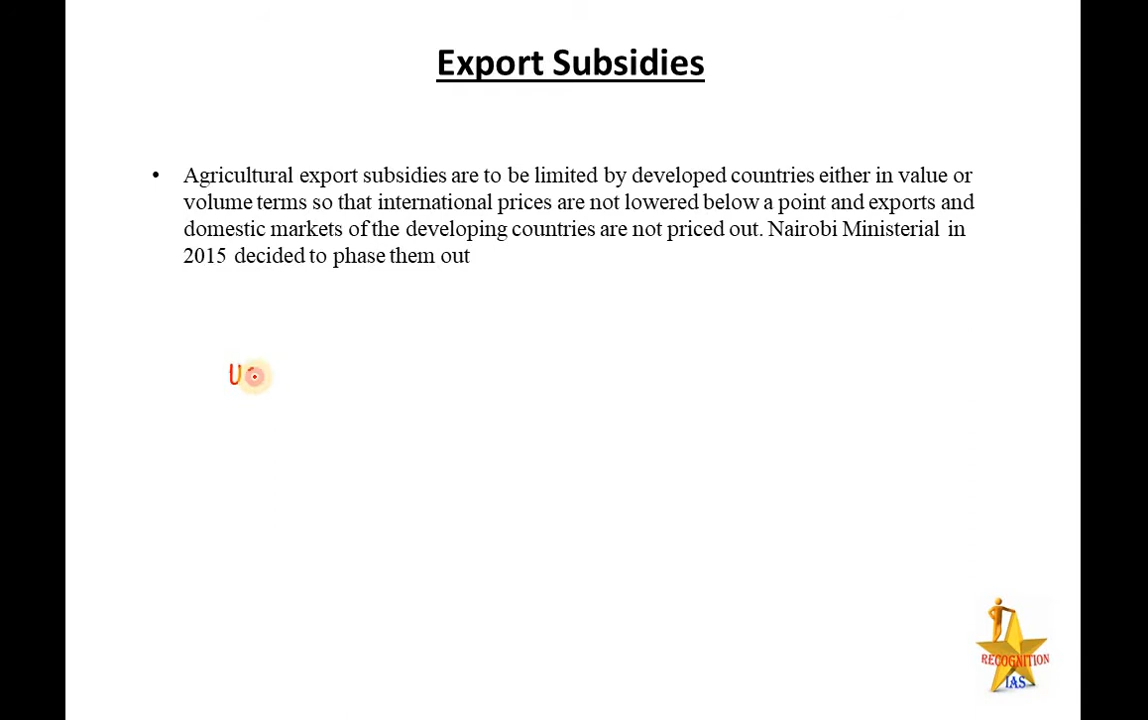 Export Subsidies
• Agricultural export subsidies are to be limited by developed countries either in value or
volume terms so that international prices are not lowered below a point and exports and
domestic markets of the developing countries are not priced out. Nairobi Ministerial in
2015 decided to phase them out
U
RECOGNITION
IAS